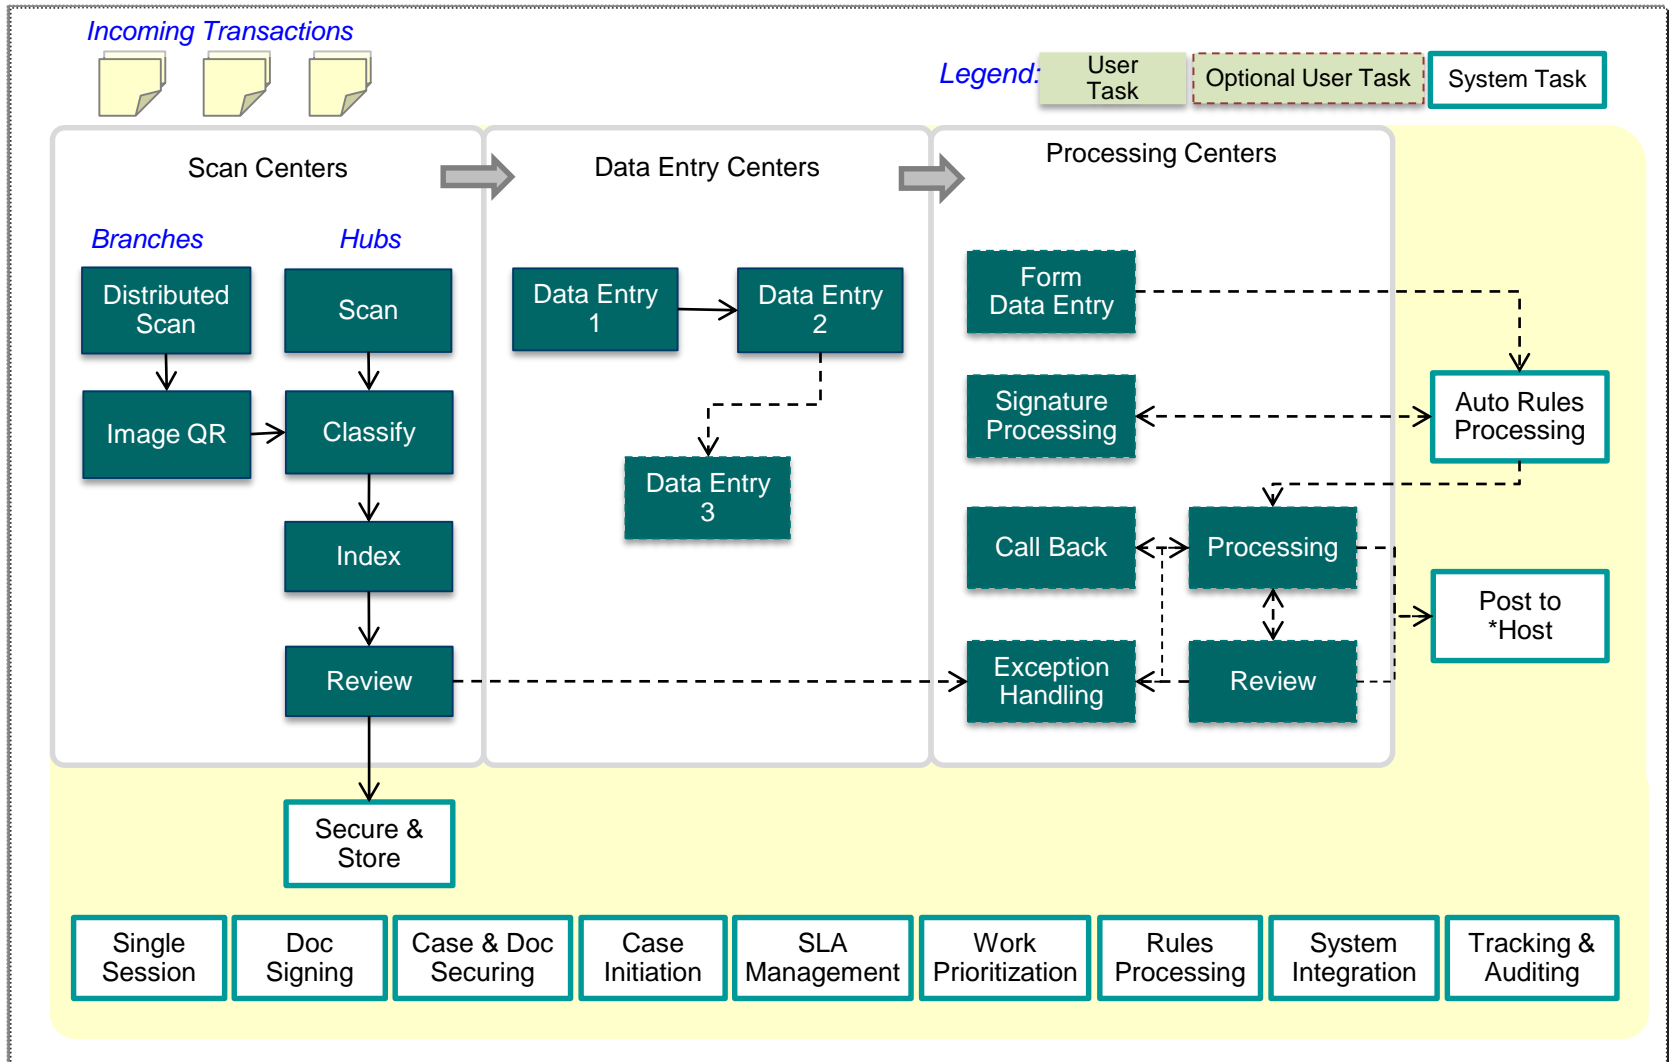 Incoming Transactions
Legend:
User
Task
Optional User Task
System Task
Scan Centers
Data Entry Centers
Processing Centers
Branches
Hubs
Distributed
Scan
Scan
Data Entry
1
Data Entry
2
Form
Data Entry
Image QR
Classify
Signature
Processing
Auto Rules
Processing
Data Entry
3
Index
Call Back
Processing
Post to
*Host
Review
Exception
Handling
Review
Secure &
Store
Single
Session
Doc
Signing
Case & Doc
Securing
Case
Initiation
SLA
Management
Work
Prioritization
Rules
Processing
System
Integration
Tracking &
Auditing